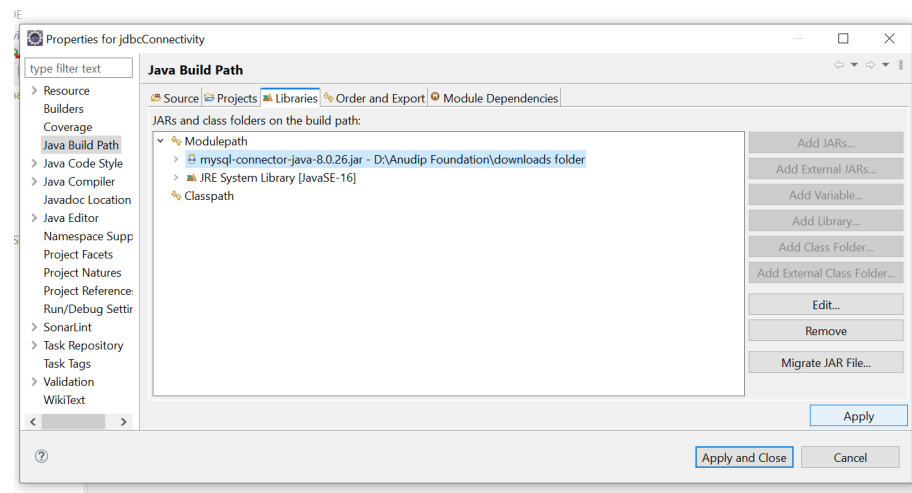 Properties for jdbcConnectivity
type filter text
Java Build Path
Resource
Builders
Coverage
Java Build Path
Java Code Style
Java Compiler
Javadoc Location
Java Editor
Namespace Supp
Project Facets
Project Natures
Project Reference
Run/Debug Settin
SonarLint
Task Repository
Task Tags
Validation
WikiText
Source Projects Libraries Order and Export Module Dependencies
JARs and class folders on the build path:
Modulepath
mysql-connector-java-8.0.26.jar - D:\Anudip Foundation\downloads folder
JRE System Library [JavaSE-16]
Classpath
Add JARs...
Add External JARs...
Add Variable...
Add Library...
Add Class Folder...
Add External Class Folder...
Edit...
Remove
Migrate JAR File...
Apply
Apply and Close Cancel